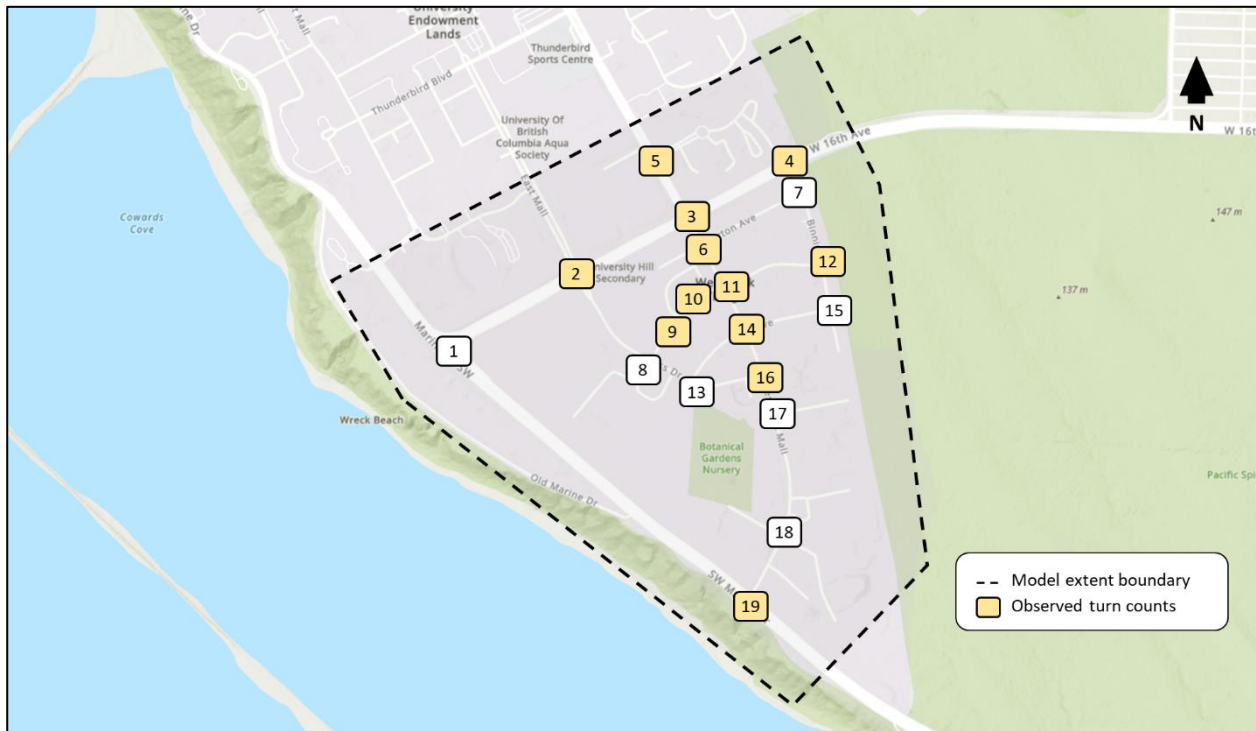 University
Endowment
Lands
East Mall
Thunderbird
Sports Centre
Thunderbird Blvd
University Of
British
Columbia Aqua
Society
W 16th Ave
N
5
4
7
East Mall
3
6
2
University Hill
Secondary
12
11
10
15
9
14
1
8
13
16
17
18
19
Cowards
Cove
147 m
137 m
Wreck Beach
Botanical
Gardens
Nursery
Mall
Old Marine Dr
Pacific Spi
Model extent boundary
Observed turn counts